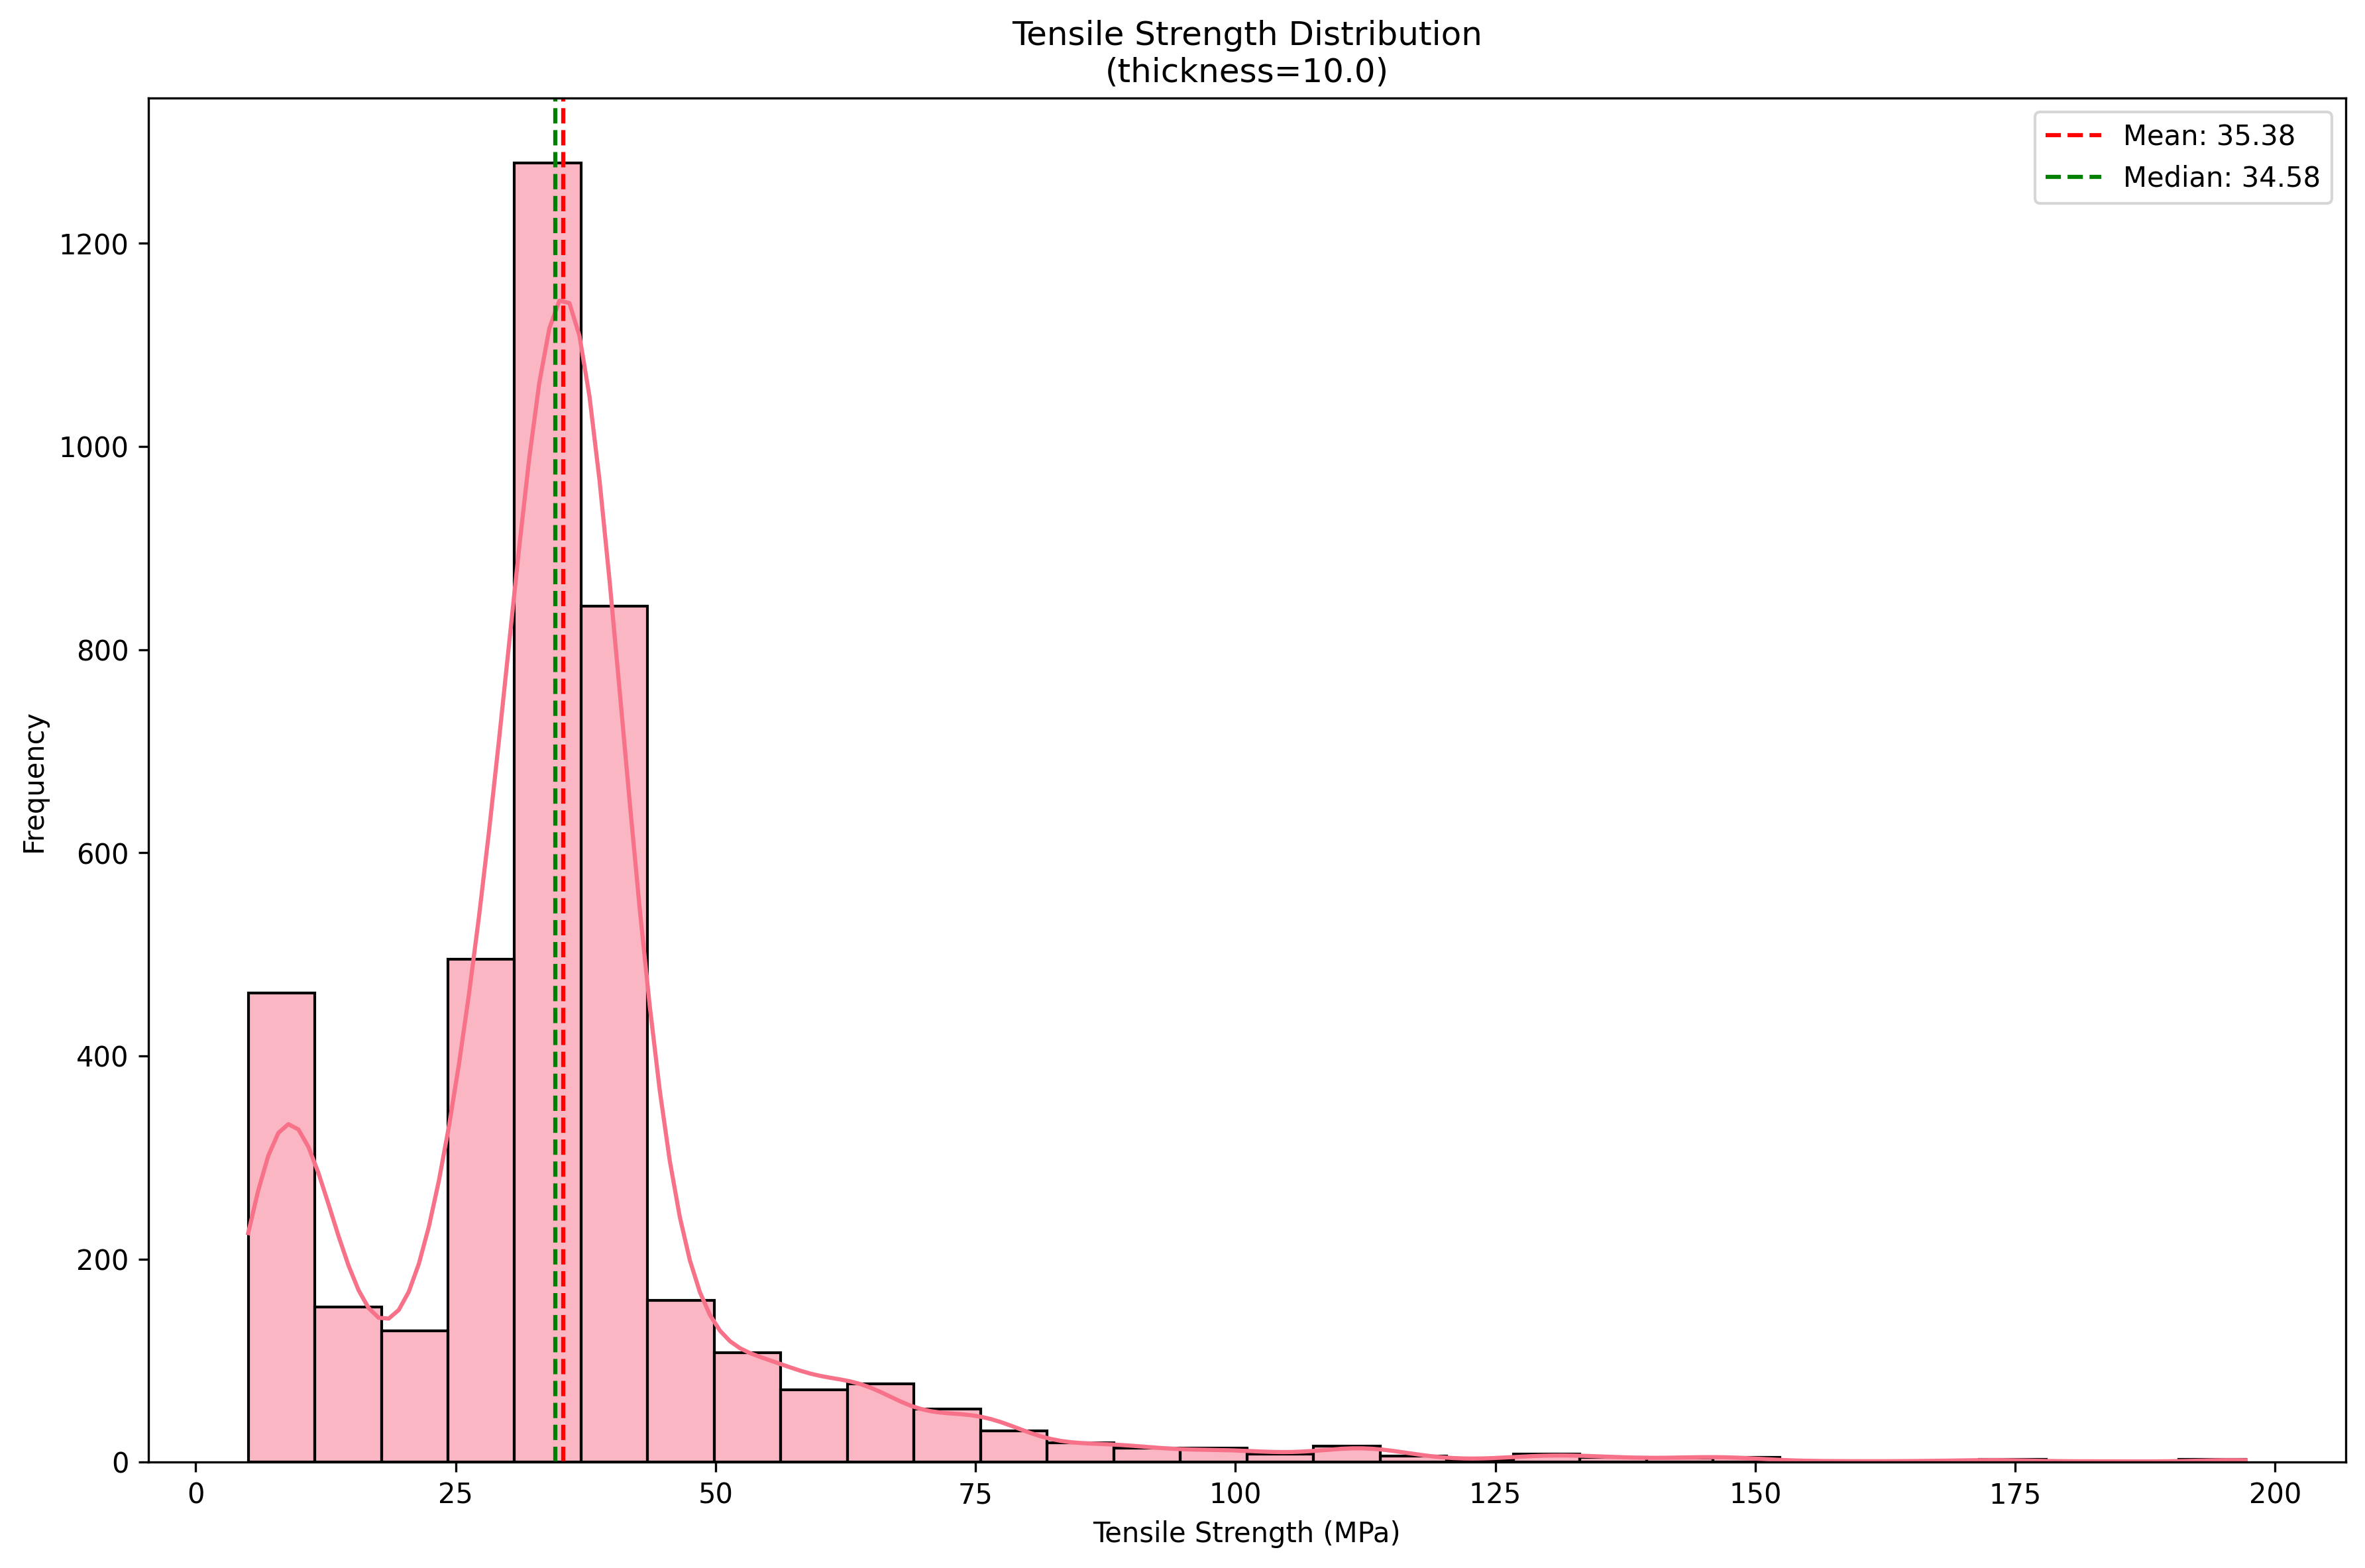 Tensile Strength Distribution
(thickness=10.0)
Mean: 35.38
Median: 34.58
Frequency
1200
1000
800
600
400
200
0
0 25 50 75 100 125 150 175 200
Tensile Strength (MPa)